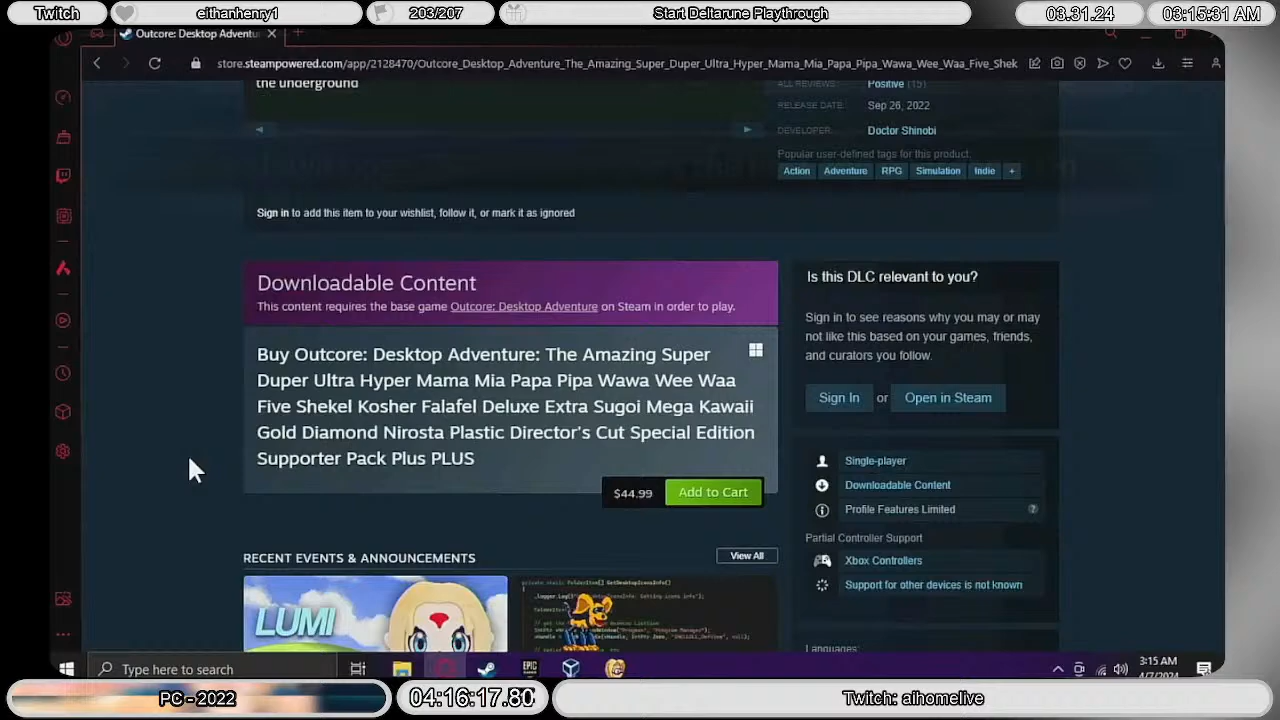 Twitch
eithanhenry1
203/207
Start Deltarune Playthrough
03.31.24
03:15:31 AM
Outcore: Desktop Adventu
store.steampowered.com/app/2128470/Outcore_Desktop_Adventure_The_Amazing_Super_Duper_Ultra_Hyper_Mama_Mia_Papa_Pipa_Wawa_Wee_Waa_Five_Shek
the underground
ALL REVIEWS: Positive (15)
RELEASE DATE: Sep 26, 2022
DEVELOPER: Doctor Shinobi
Popular user-defined tags for this product:
Action Adventure RPG Simulation Indie +
Sign in to add this item to your wishlist, follow it, or mark it as ignored
Downloadable Content
This content requires the base game Outcore: Desktop Adventure on Steam in order to play.
Buy Outcore: Desktop Adventure: The Amazing Super
Duper Ultra Hyper Mama Mia Papa Pipa Wawa Wee Waa
Five Shekel Kosher Falafel Deluxe Extra Sugoi Mega Kawaii
Gold Diamond Nirosta Plastic Director's Cut Special Edition
Supporter Pack Plus PLUS
$44.99 Add to Cart
Is this DLC relevant to you?
Sign in to see reasons why you may or
may not like this based on your games, friends,
and curators you follow.
Sign In or Open in Steam
Single-player
Downloadable Content
Profile Features Limited ?
Partial Controller Support
Xbox Controllers
Support for other devices is not known
Languages:
RECENT EVENTS & ANNOUNCEMENTS
View All
LUMI
Type here to search
EPIC
3:15 AM
PC - 2022
04:16:17.80
Twitch: alhomelive